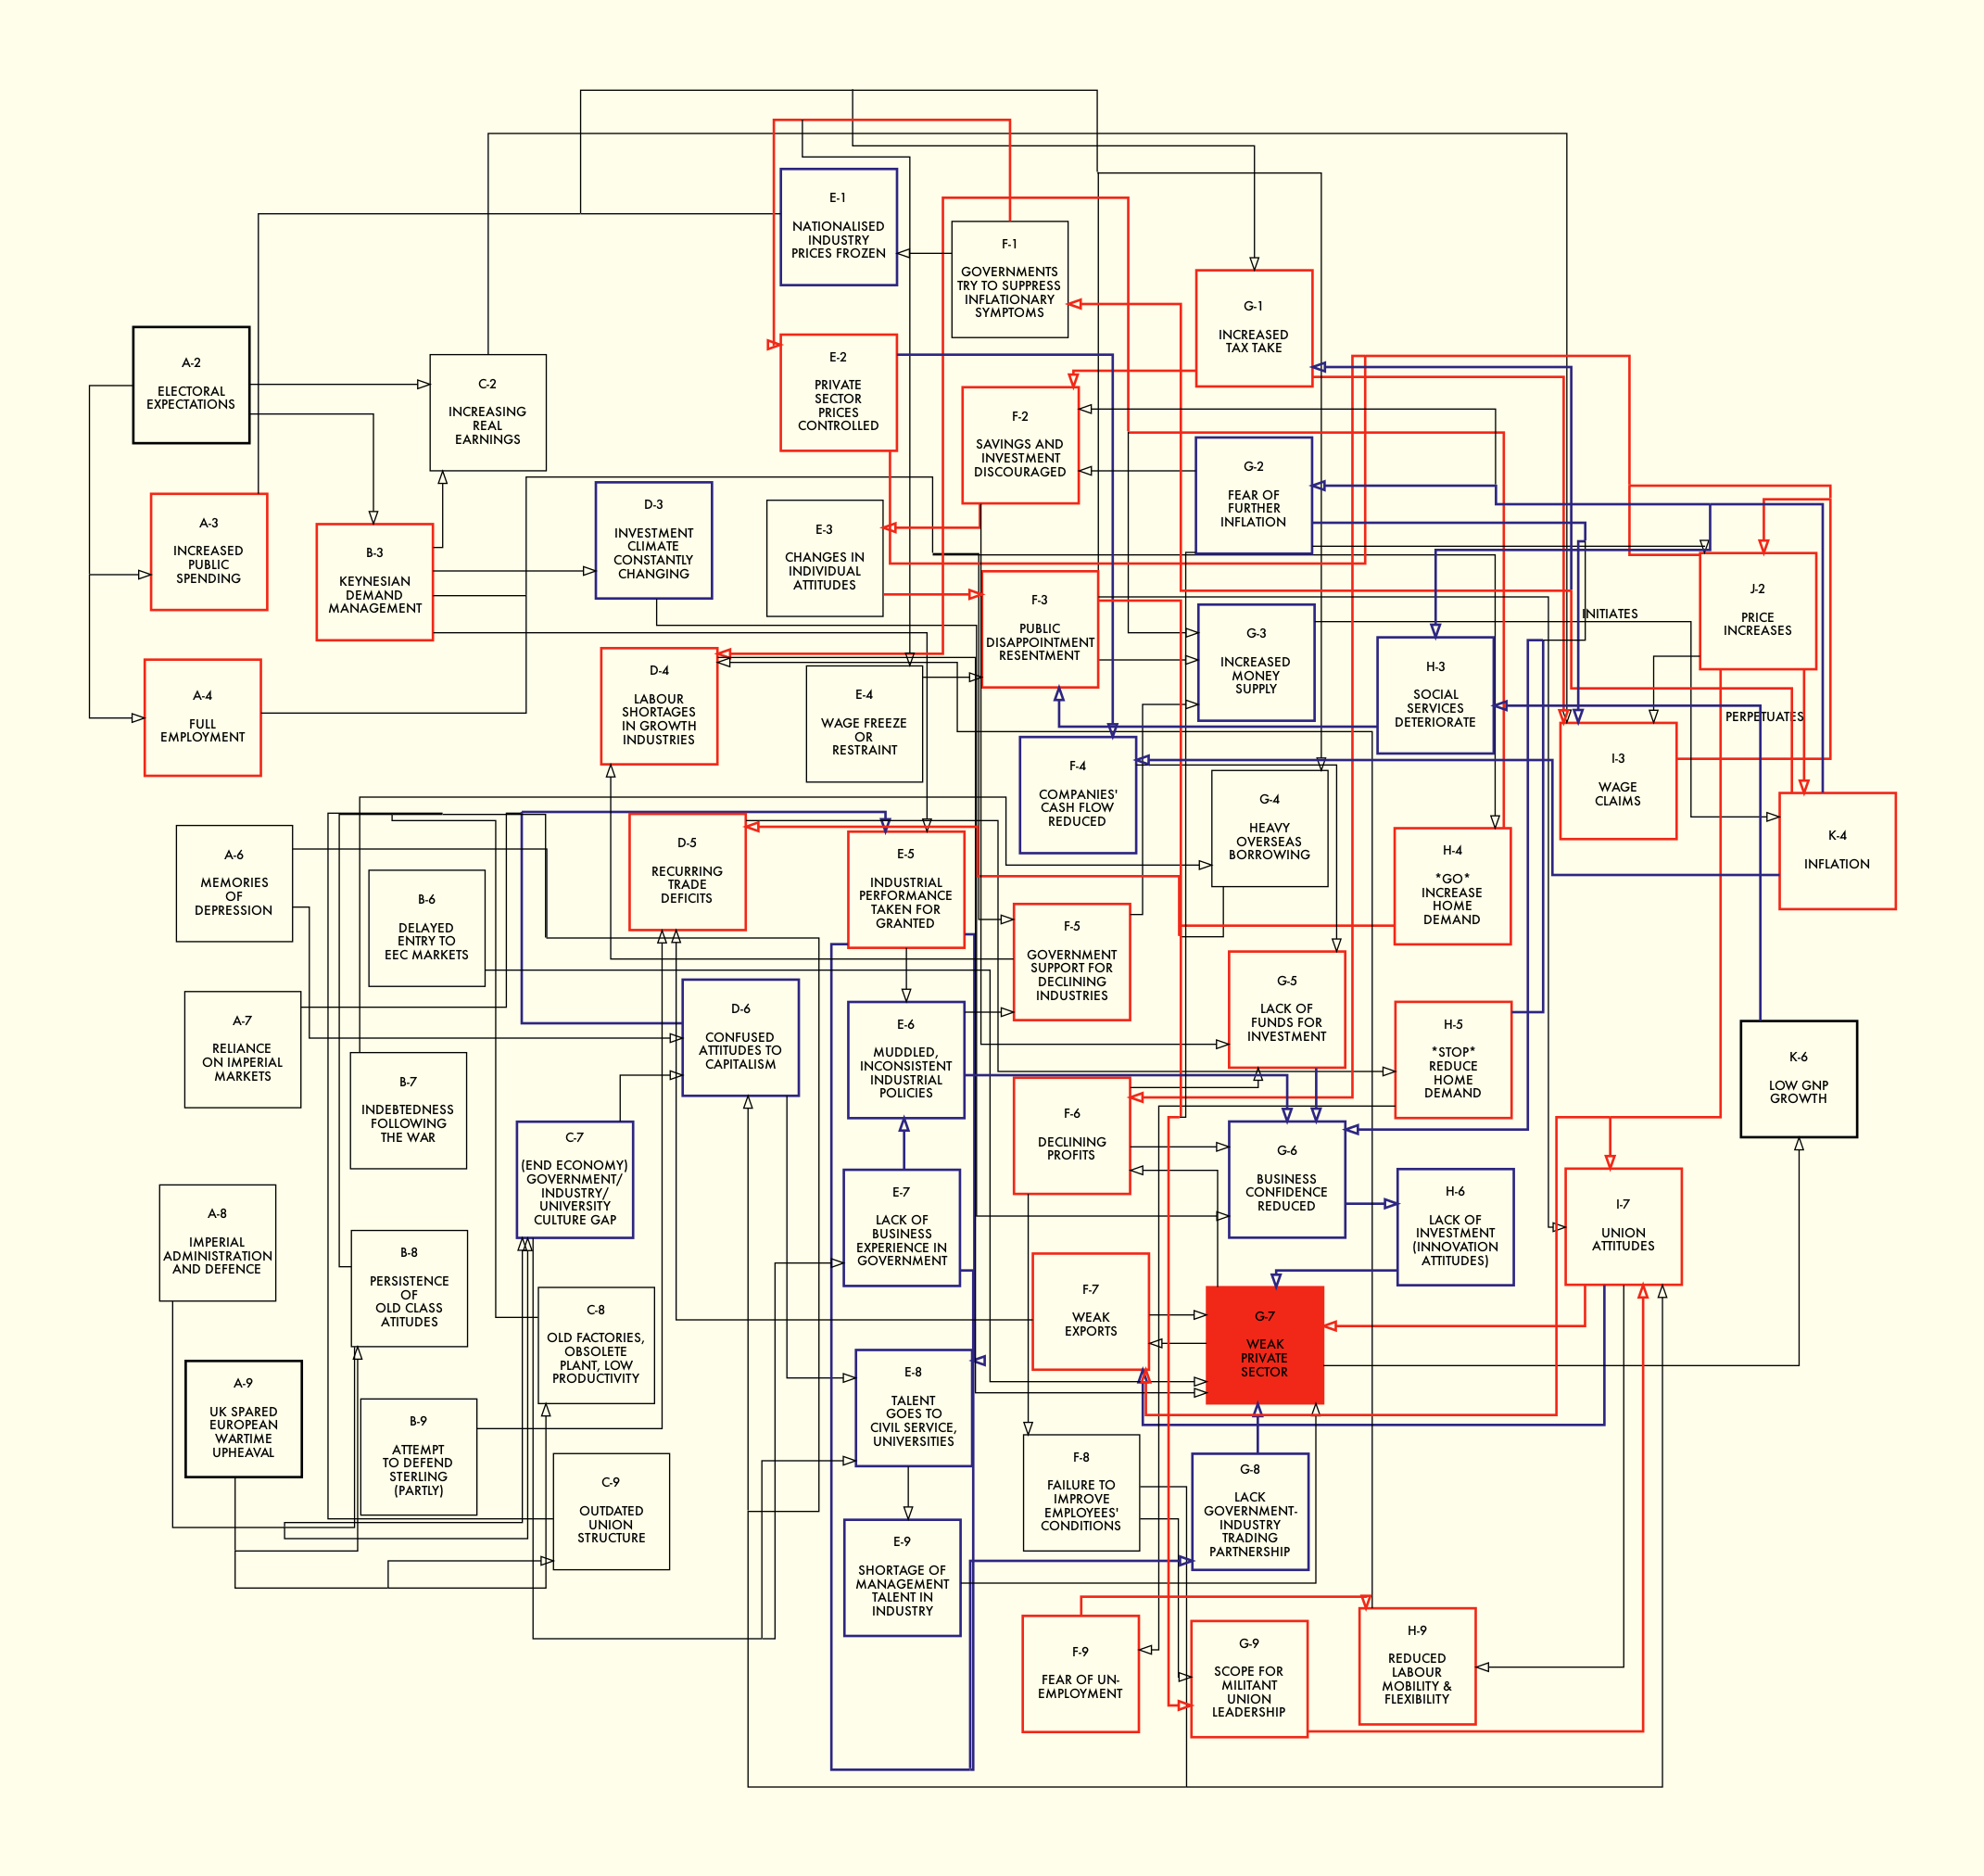 A-2
ELECTORAL
EXPECTATIONS
A-3
INCREASED
PUBLIC
SPENDING
A-4
FULL
EMPLOYMENT
A-6
MEMORIES
OF
DEPRESSION
A-7
RELIANCE
ON IMPERIAL
MARKETS
A-8
IMPERIAL
ADMINISTRATION
AND DEFENCE
A-9
UK SPARED
EUROPEAN
WARTIME
UPHEAVAL
B-3
KEYNESIAN
DEMAND
MANAGEMENT
B-6
DELAYED
ENTRY TO
EEC MARKETS
B-7
INDEBTEDNESS
FOLLOWING
THE WAR
B-8
PERSISTENCE
OF
OLD CLASS
ATITUDES
B-9
ATTEMPT
TO DEFEND
STERLING
(PARTLY)
C-2
INCREASING
REAL
EARNINGS
C-7
(END ECONOMY)
GOVERNMENT/
INDUSTRY/
UNIVERSITY
CULTURE GAP
C-8
OLD FACTORIES,
OBSOLETE
PLANT, LOW
PRODUCTIVITY
C-9
OUTDATED
UNION
STRUCTURE
D-3
INVESTMENT
CLIMATE
CONSTANTLY
CHANGING
D-4
LABOUR
SHORTAGES
IN GROWTH
INDUSTRIES
D-5
RECURRING
TRADE
DEFICITS
D-6
CONFUSED
ATTITUDES TO
CAPITALISM
E-1
NATIONALISED
INDUSTRY
PRICES FROZEN
E-2
PRIVATE
SECTOR
PRICES
CONTROLLED
E-3
CHANGES IN
INDIVIDUAL
ATTITUDES
E-4
WAGE FREEZE
OR
RESTRAINT
E-5
INDUSTRIAL
PERFORMANCE
TAKEN FOR
GRANTED
E-6
MUDDLED,
INCONSISTENT
INDUSTRIAL
POLICIES
E-7
LACK OF
BUSINESS
EXPERIENCE IN
GOVERNMENT
E-8
TALENT
GOES TO
CIVIL SERVICE,
UNIVERSITIES
E-9
SHORTAGE OF
MANAGEMENT
TALENT IN
INDUSTRY
F-1
GOVERNMENTS
TRY TO SUPPRESS
INFLATIONARY
SYMPTOMS
F-2
SAVINGS AND
INVESTMENT
DISCOURAGED
F-3
PUBLIC
DISAPPOINTMENT
RESENTMENT
F-4
COMPANIES'
CASH FLOW
REDUCED
F-5
GOVERNMENT
SUPPORT FOR
DECLINING
INDUSTRIES
F-6
DECLINING
PROFITS
F-7
WEAK
EXPORTS
F-8
FAILURE TO
IMPROVE
EMPLOYEES'
CONDITIONS
F-9
FEAR OF UN-
EMPLOYMENT
G-1
INCREASED
TAX TAKE
G-2
FEAR OF
FURTHER
INFLATION
G-3
INCREASED
MONEY
SUPPLY
G-4
HEAVY
OVERSEAS
BORROWING
G-5
LACK OF
FUNDS FOR
INVESTMENT
G-6
BUSINESS
CONFIDENCE
REDUCED
G-7
WEAK
PRIVATE
SECTOR
G-8
LACK
GOVERNMENT-
INDUSTRY
TRADING
PARTNERSHIP
G-9
SCOPE FOR
MILITANT
UNION
LEADERSHIP
H-3
SOCIAL
SERVICES
DETERIORATE
H-4
*GO*
INCREASE
HOME
DEMAND
H-5
*STOP*
REDUCE
HOME
DEMAND
H-6
LACK OF
INVESTMENT
(INNOVATION
ATTITUDES)
H-9
REDUCED
LABOUR
MOBILITY &
FLEXIBILITY
INITIATES
I-3
WAGE
CLAIMS
I-7
UNION
ATTITUDES
J-2
PRICE
INCREASES
PERPETUATES
K-4
INFLATION
K-6
LOW GNP
GROWTH